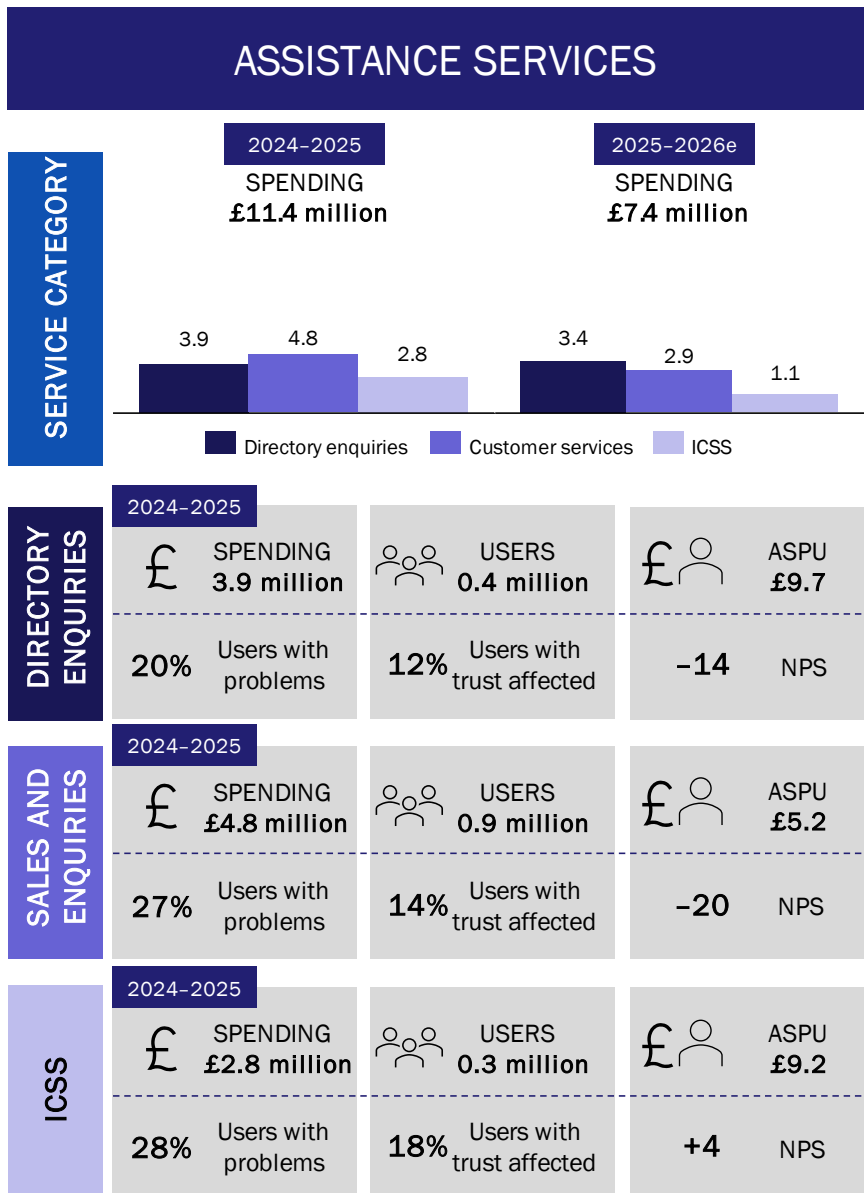 ASSISTANCE SERVICES
SERVICE CATEGORY
2024–2025
SPENDING
£11.4 million
2025–2026e
SPENDING
£7.4 million
3.9
4.8
2.8
3.4
2.9
1.1
Directory enquiries
Customer services
ICSS
DIRECTORY
ENQUIRIES
2024–2025
£
SPENDING
3.9 million
USERS
0.4 million
£
ASPU
£9.7
20%
Users with
problems
12%
Users with
trust affected
–14
NPS
SALES AND
ENQUIRIES
2024–2025
£
SPENDING
£4.8 million
USERS
0.9 million
£
ASPU
£5.2
27%
Users with
problems
14%
Users with
trust affected
–20
NPS
ICSS
2024–2025
£
SPENDING
£2.8 million
USERS
0.3 million
£
ASPU
£9.2
28%
Users with
problems
18%
Users with
trust affected
+4
NPS